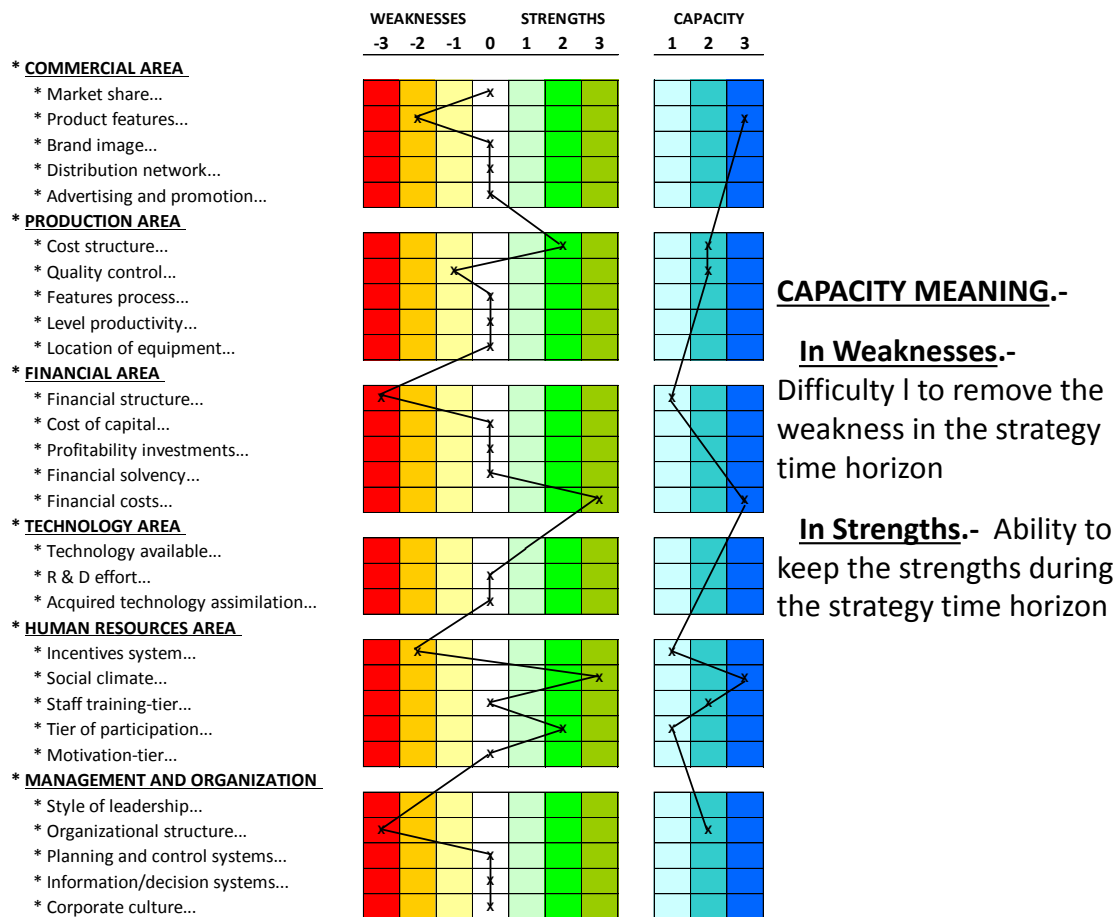 WEAKNESSES STRENGTHS CAPACITY
-3 -2 -1 0 1 2 3 1 2 3
* COMMERCIAL AREA
* Market share...
x
* Product features...
x x
* Brand image...
x
* Distribution network...
x
* Advertising and promotion...
x
* PRODUCTION AREA
* Cost structure...
x x
* Quality control...
x x
* Features process...
x
* Level productivity...
x
* Location of equipment...
x
* FINANCIAL AREA
* Financial structure...
x x
* Cost of capital...
x
* Profitability investments...
x
* Financial solvency...
x
* Financial costs...
x x
* TECHNOLOGY AREA
* Technology available...
* R & D effort...
x
* Acquired technology assimilation...
x
* HUMAN RESOURCES AREA
* Incentives system...
x x
* Social climate...
x x
* Staff training-tier...
x x
* Tier of participation...
x x
* Motivation-tier...
x
* MANAGEMENT AND ORGANIZATION
* Style of leadership...
* Organizational structure...
x x
* Planning and control systems...
x
* Information/decision systems...
x
* Corporate culture...
x
CAPACITY MEANING.-
In Weaknesses.-
Difficulty l to remove the
weakness in the strategy
time horizon
In Strengths.- Ability to
keep the strengths during
the strategy time horizon